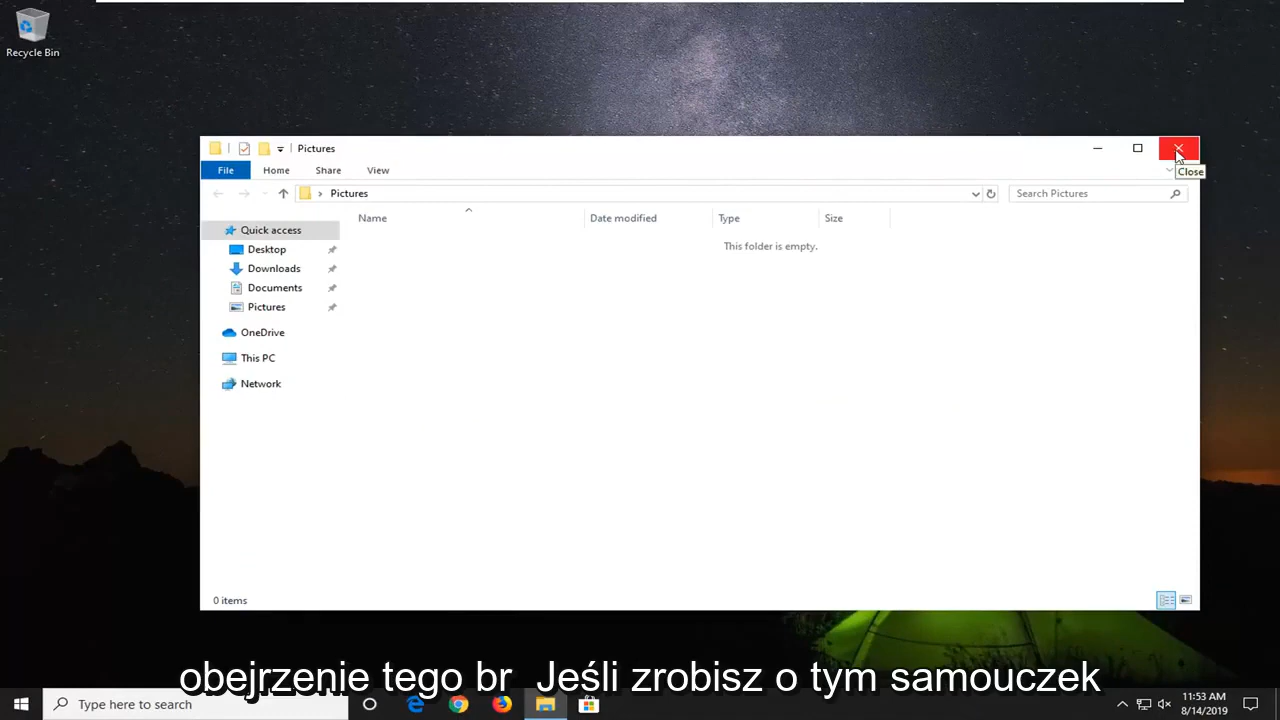 Recycle Bin
Pictures
Close
File Home Share View
Pictures
Search Pictures
Name Date modified Type Size
This folder is empty.
Quick access
Desktop
Downloads
Documents
Pictures
OneDrive
This PC
Network
0 items
obejrzenie tego br Jeśli zrobisz o tym samouczek
Type here to search
11:53 AM
8/14/2019